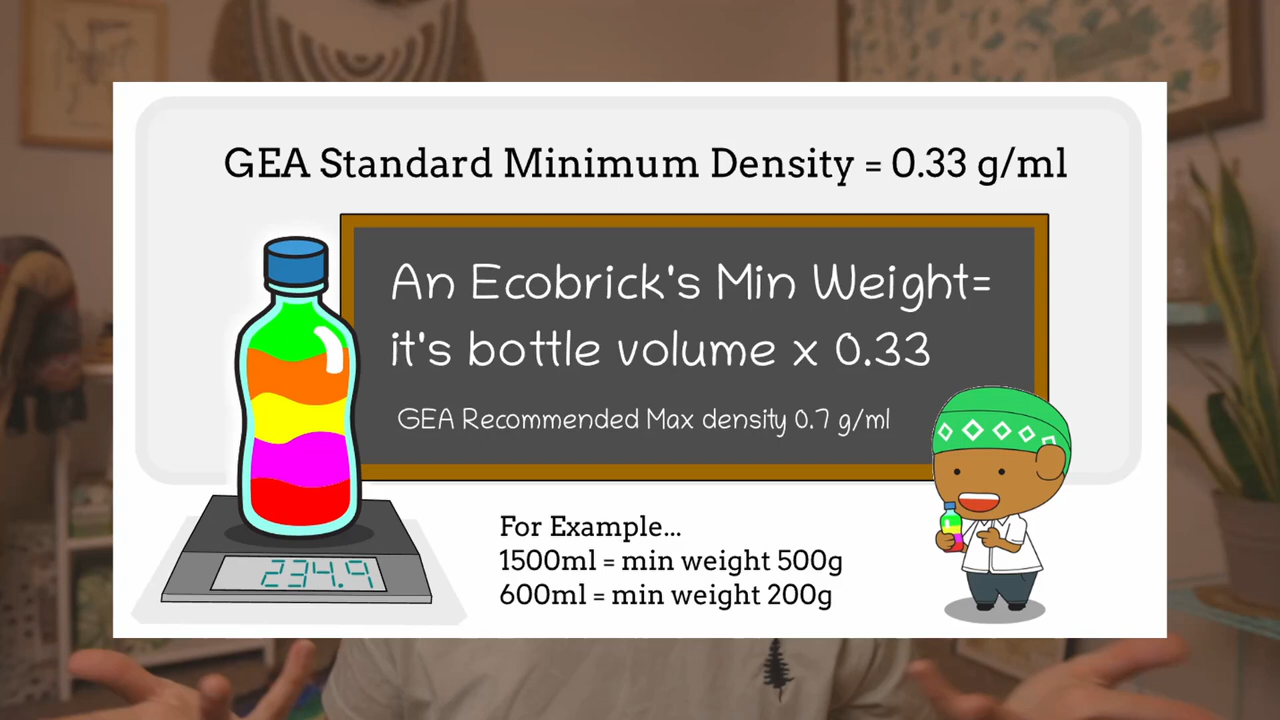 GEA Standard Minimum Density = 0.33 g/ml
An Ecobrick's Min Weight=
it's bottle volume x 0.33
GEA Recommended Max density 0.7 g/ml
234.9
For Example...
1500ml = min weight 500g
600ml = min weight 200g